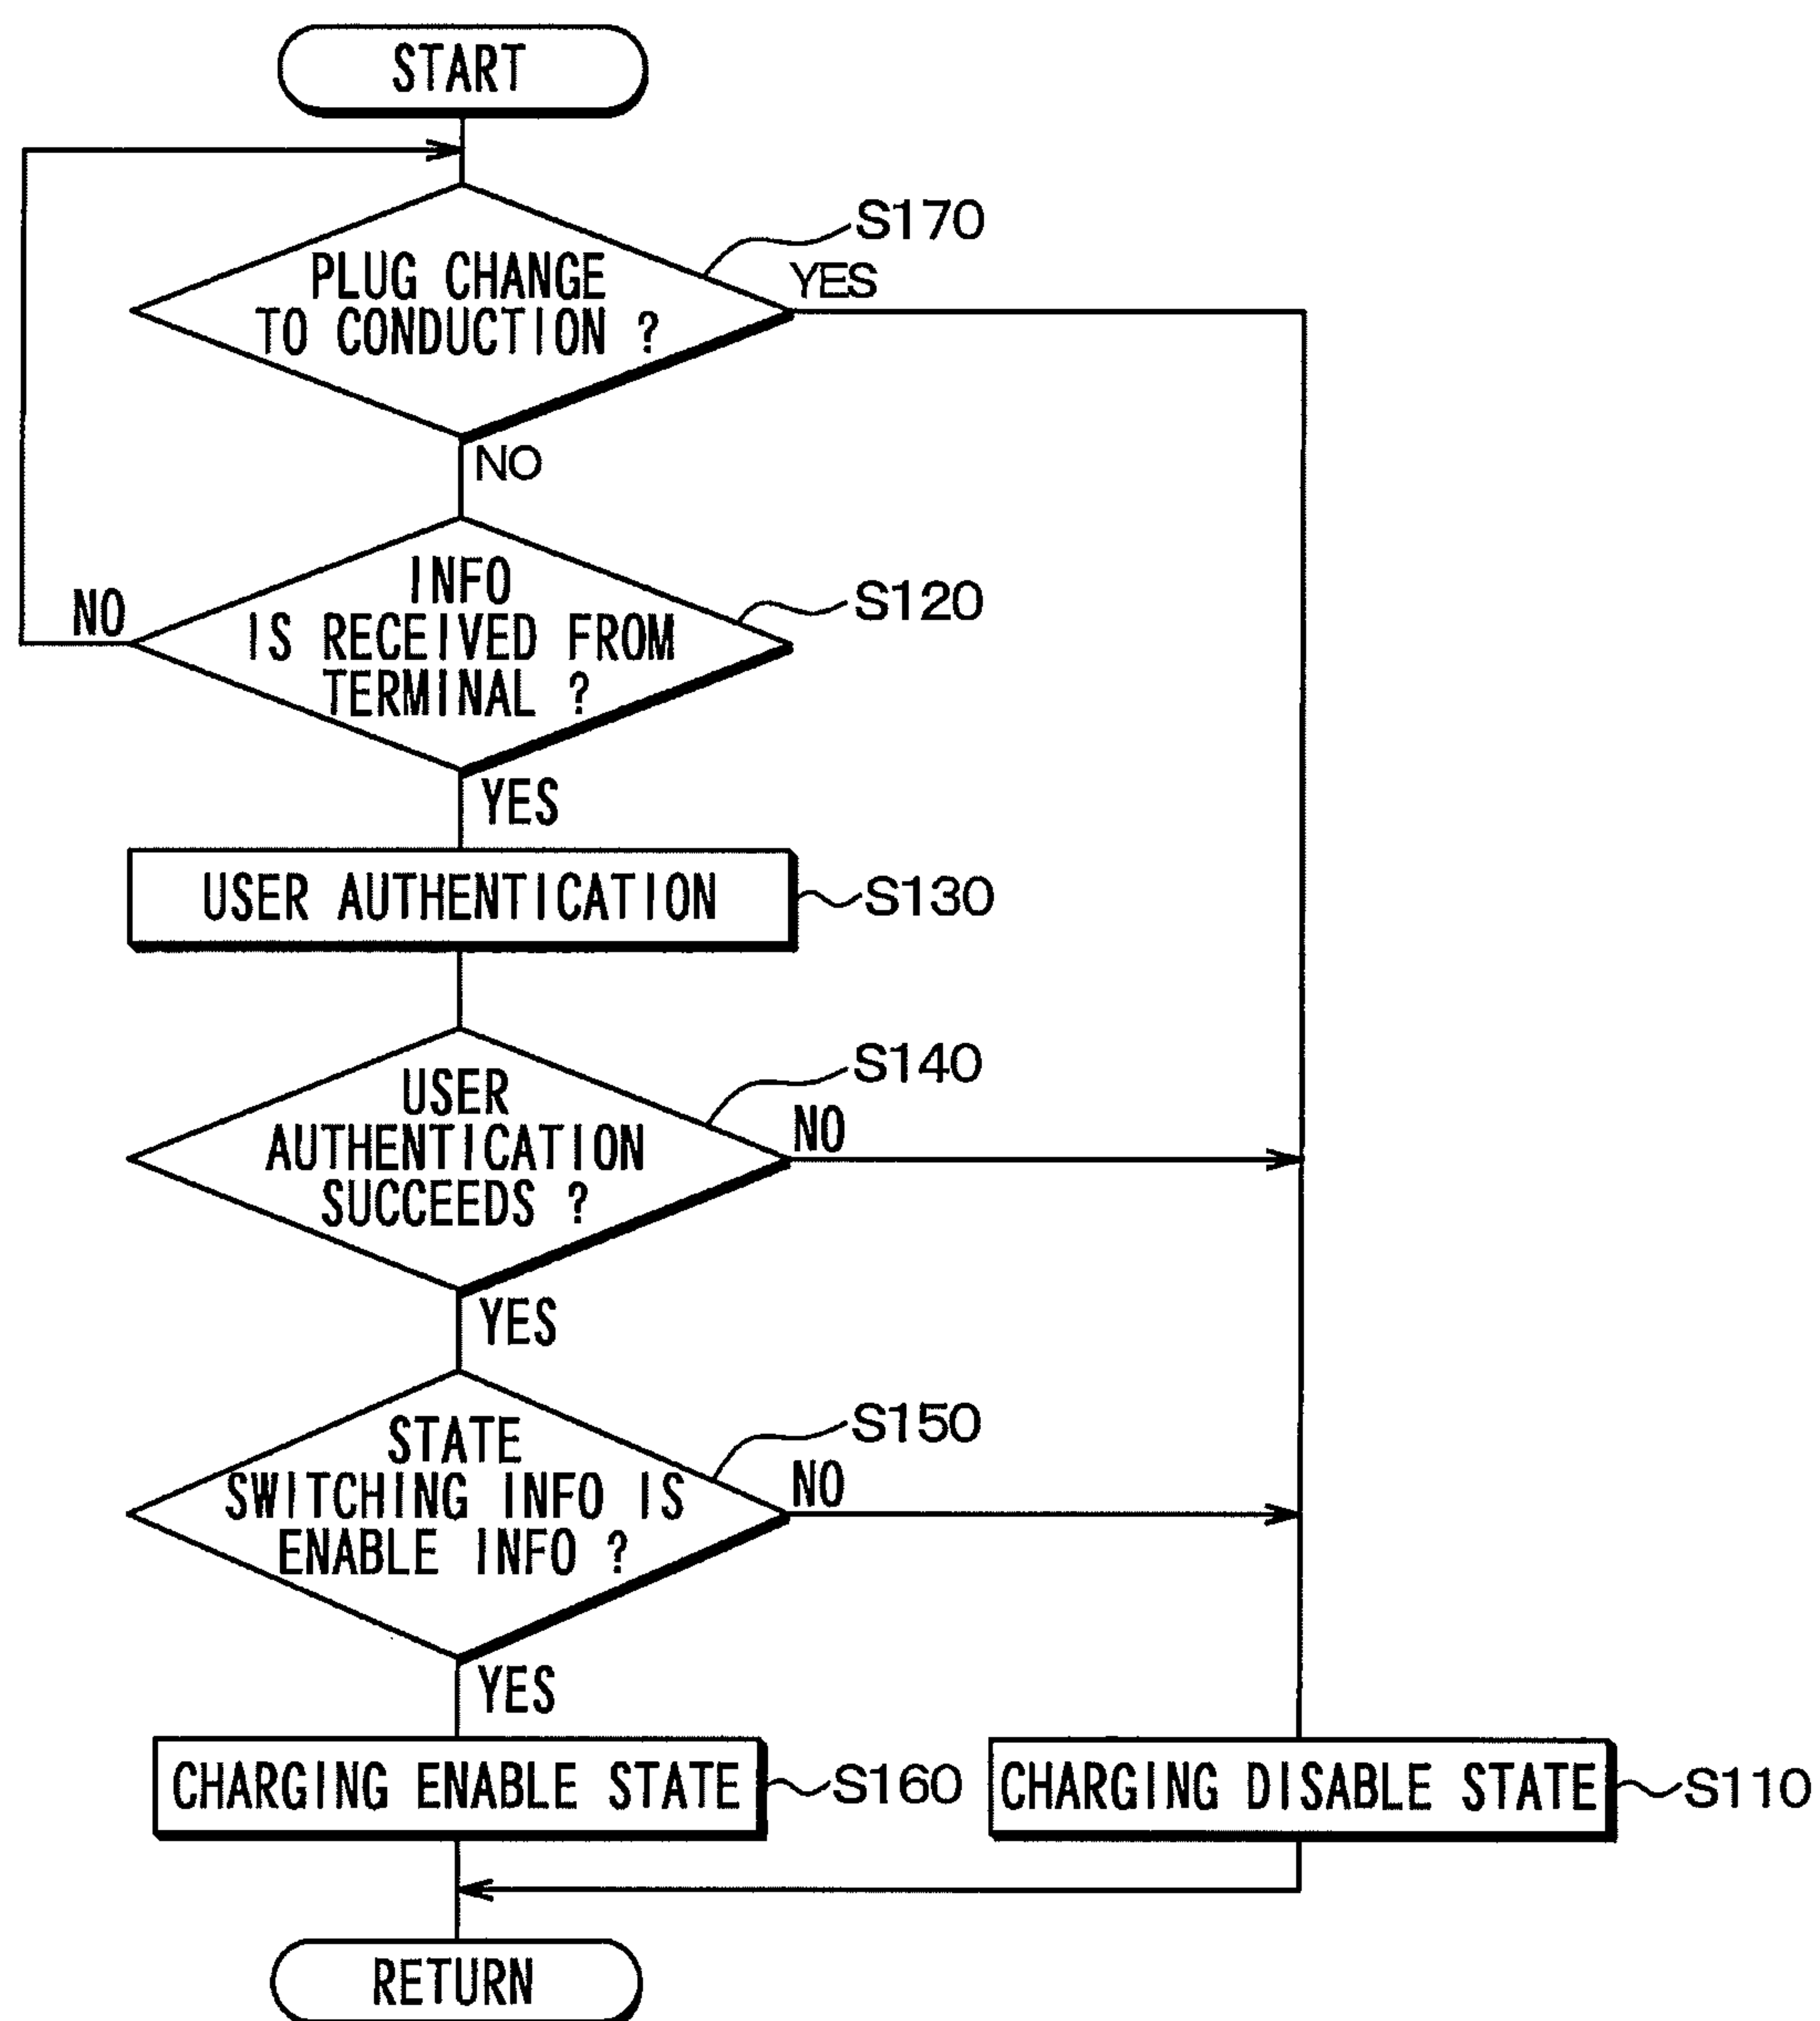 START
S170
PLUG CHANGE
YES
TO CONDUCTION ?
NO
INFO
S120
NO
IS RECEIVED FROM
TERMINAL ?
YES
USER AUTHENTICATION
S130
S140
USER
NO
AUTHENTICATION
SUCCEEDS ?
YES
S150
STATE
NO
SWITCHING INFO IS
ENABLE INFO ?
YES
CHARGING ENABLE STATE
S160
CHARGING DISABLE STATE
S110
RETURN